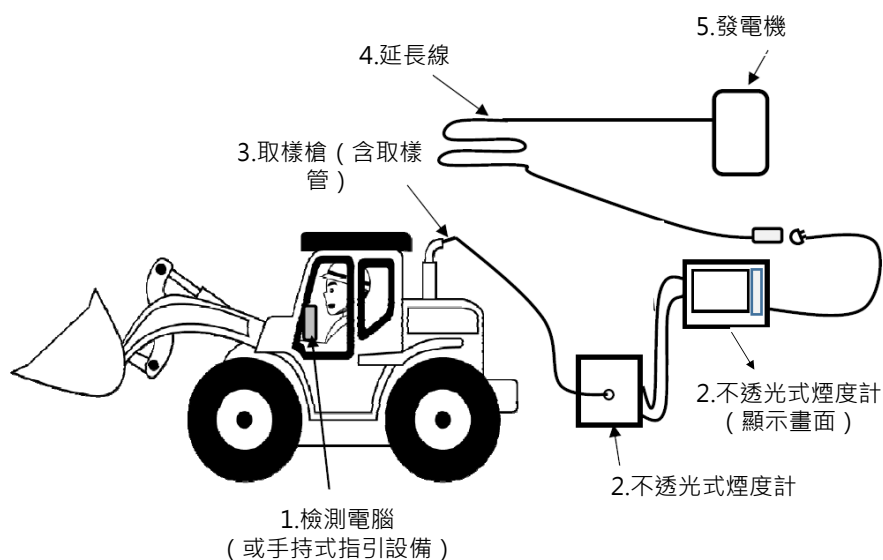 5.發電機
4.延長線
3.取樣槍（含取樣
管）
2.不透光式煙度計
（顯示畫面）
2.不透光式煙度計
1.檢測電腦
（或手持式指引設備）